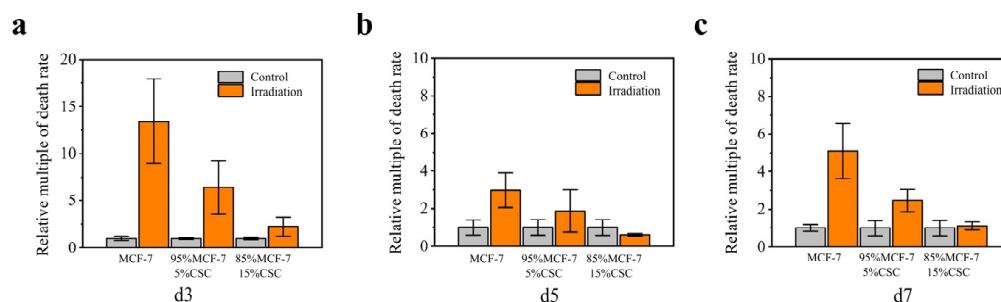 a
Relative multiple of death rate
20
15
10
5
0
Control
Irradiation
MCF-7 95%MCF-7 85%MCF-7
5%CSC 15%CSC
d3
b
Relative multiple of death rate
10
8
6
4
2
0
Control
Irradiation
MCF-7 95%MCF-7 85%MCF-7
5%CSC 15%CSC
d5
c
Relative multiple of death rate
10
8
6
4
2
0
Control
Irradiation
MCF-7 95%MCF-7 85%MCF-7
5%CSC 15%CSC
d7